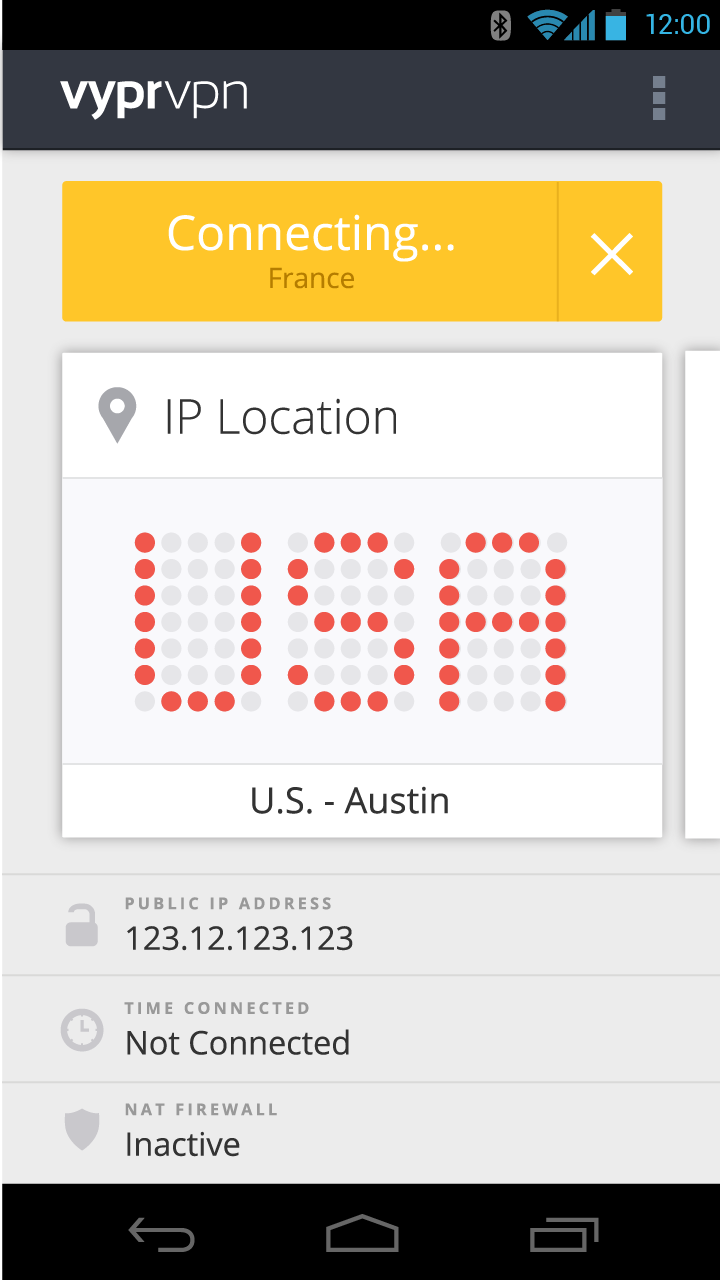 12:00
vyprvpn
Connecting...
France
IP Location
USA
U.S. - Austin
PUBLIC IP ADDRESS
123.12.123.123
TIME CONNECTED
Not Connected
NAT FIREWALL
Inactive